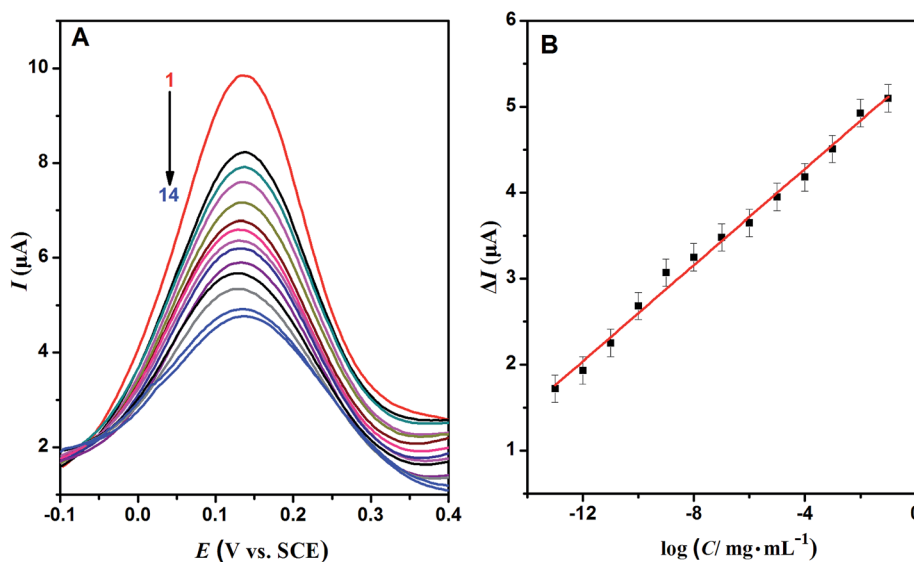 A
1
14
10
8
6
4
2
I (μA)
-0.1 0.0 0.1 0.2 0.3 0.4
E (V vs. SCE)
B
6
5
4
3
2
1
ΔI (μA)
-12 -8 -4 0
log (C/ mg·mL⁻¹)